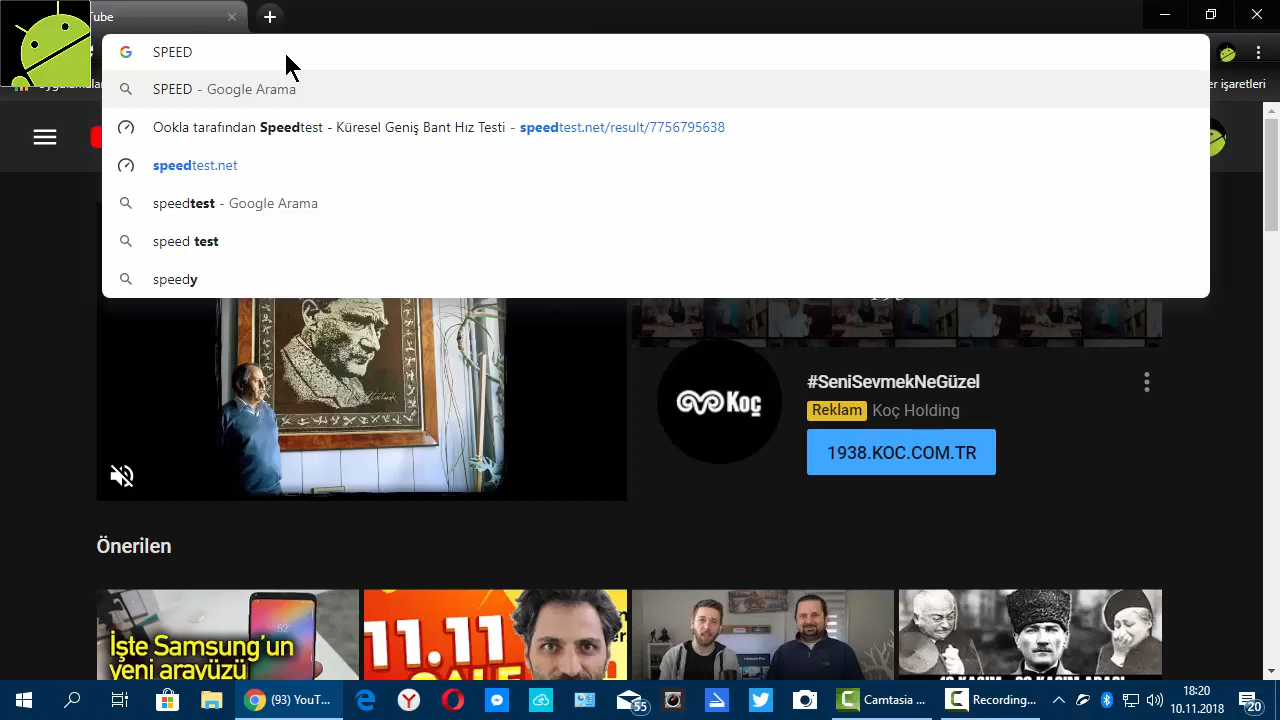 Tube
SPEED
SPEED - Google Arama
er işaretleri
Ookla tarafından Speedtest - Küresel Geniş Bant Hız Testi - speedtest.net/result/7756795638
speedtest.net
speedtest - Google Arama
speed test
speedy
Koç
#SeniSevmekNeGüzel
Reklam Koç Holding
1938.KOC.COM.TR
Önerilen
İşte Samsung'un
yeni arayüzü
11.11
(93) YouT...
55
Camtasia ...
Recording...
18:20
10.11.2018
20